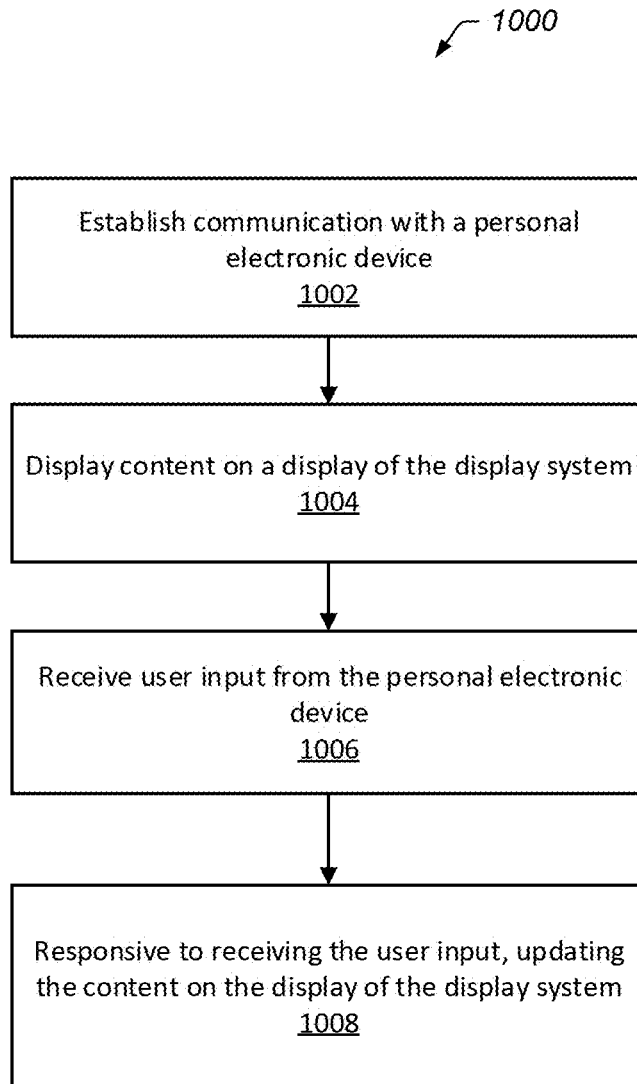 1000
Establish communication with a personal
electronic device
1002
Display content on a display of the display system
1004
Receive user input from the personal electronic
device
1006
Responsive to receiving the user input, updating
the content on the display of the display system
1008